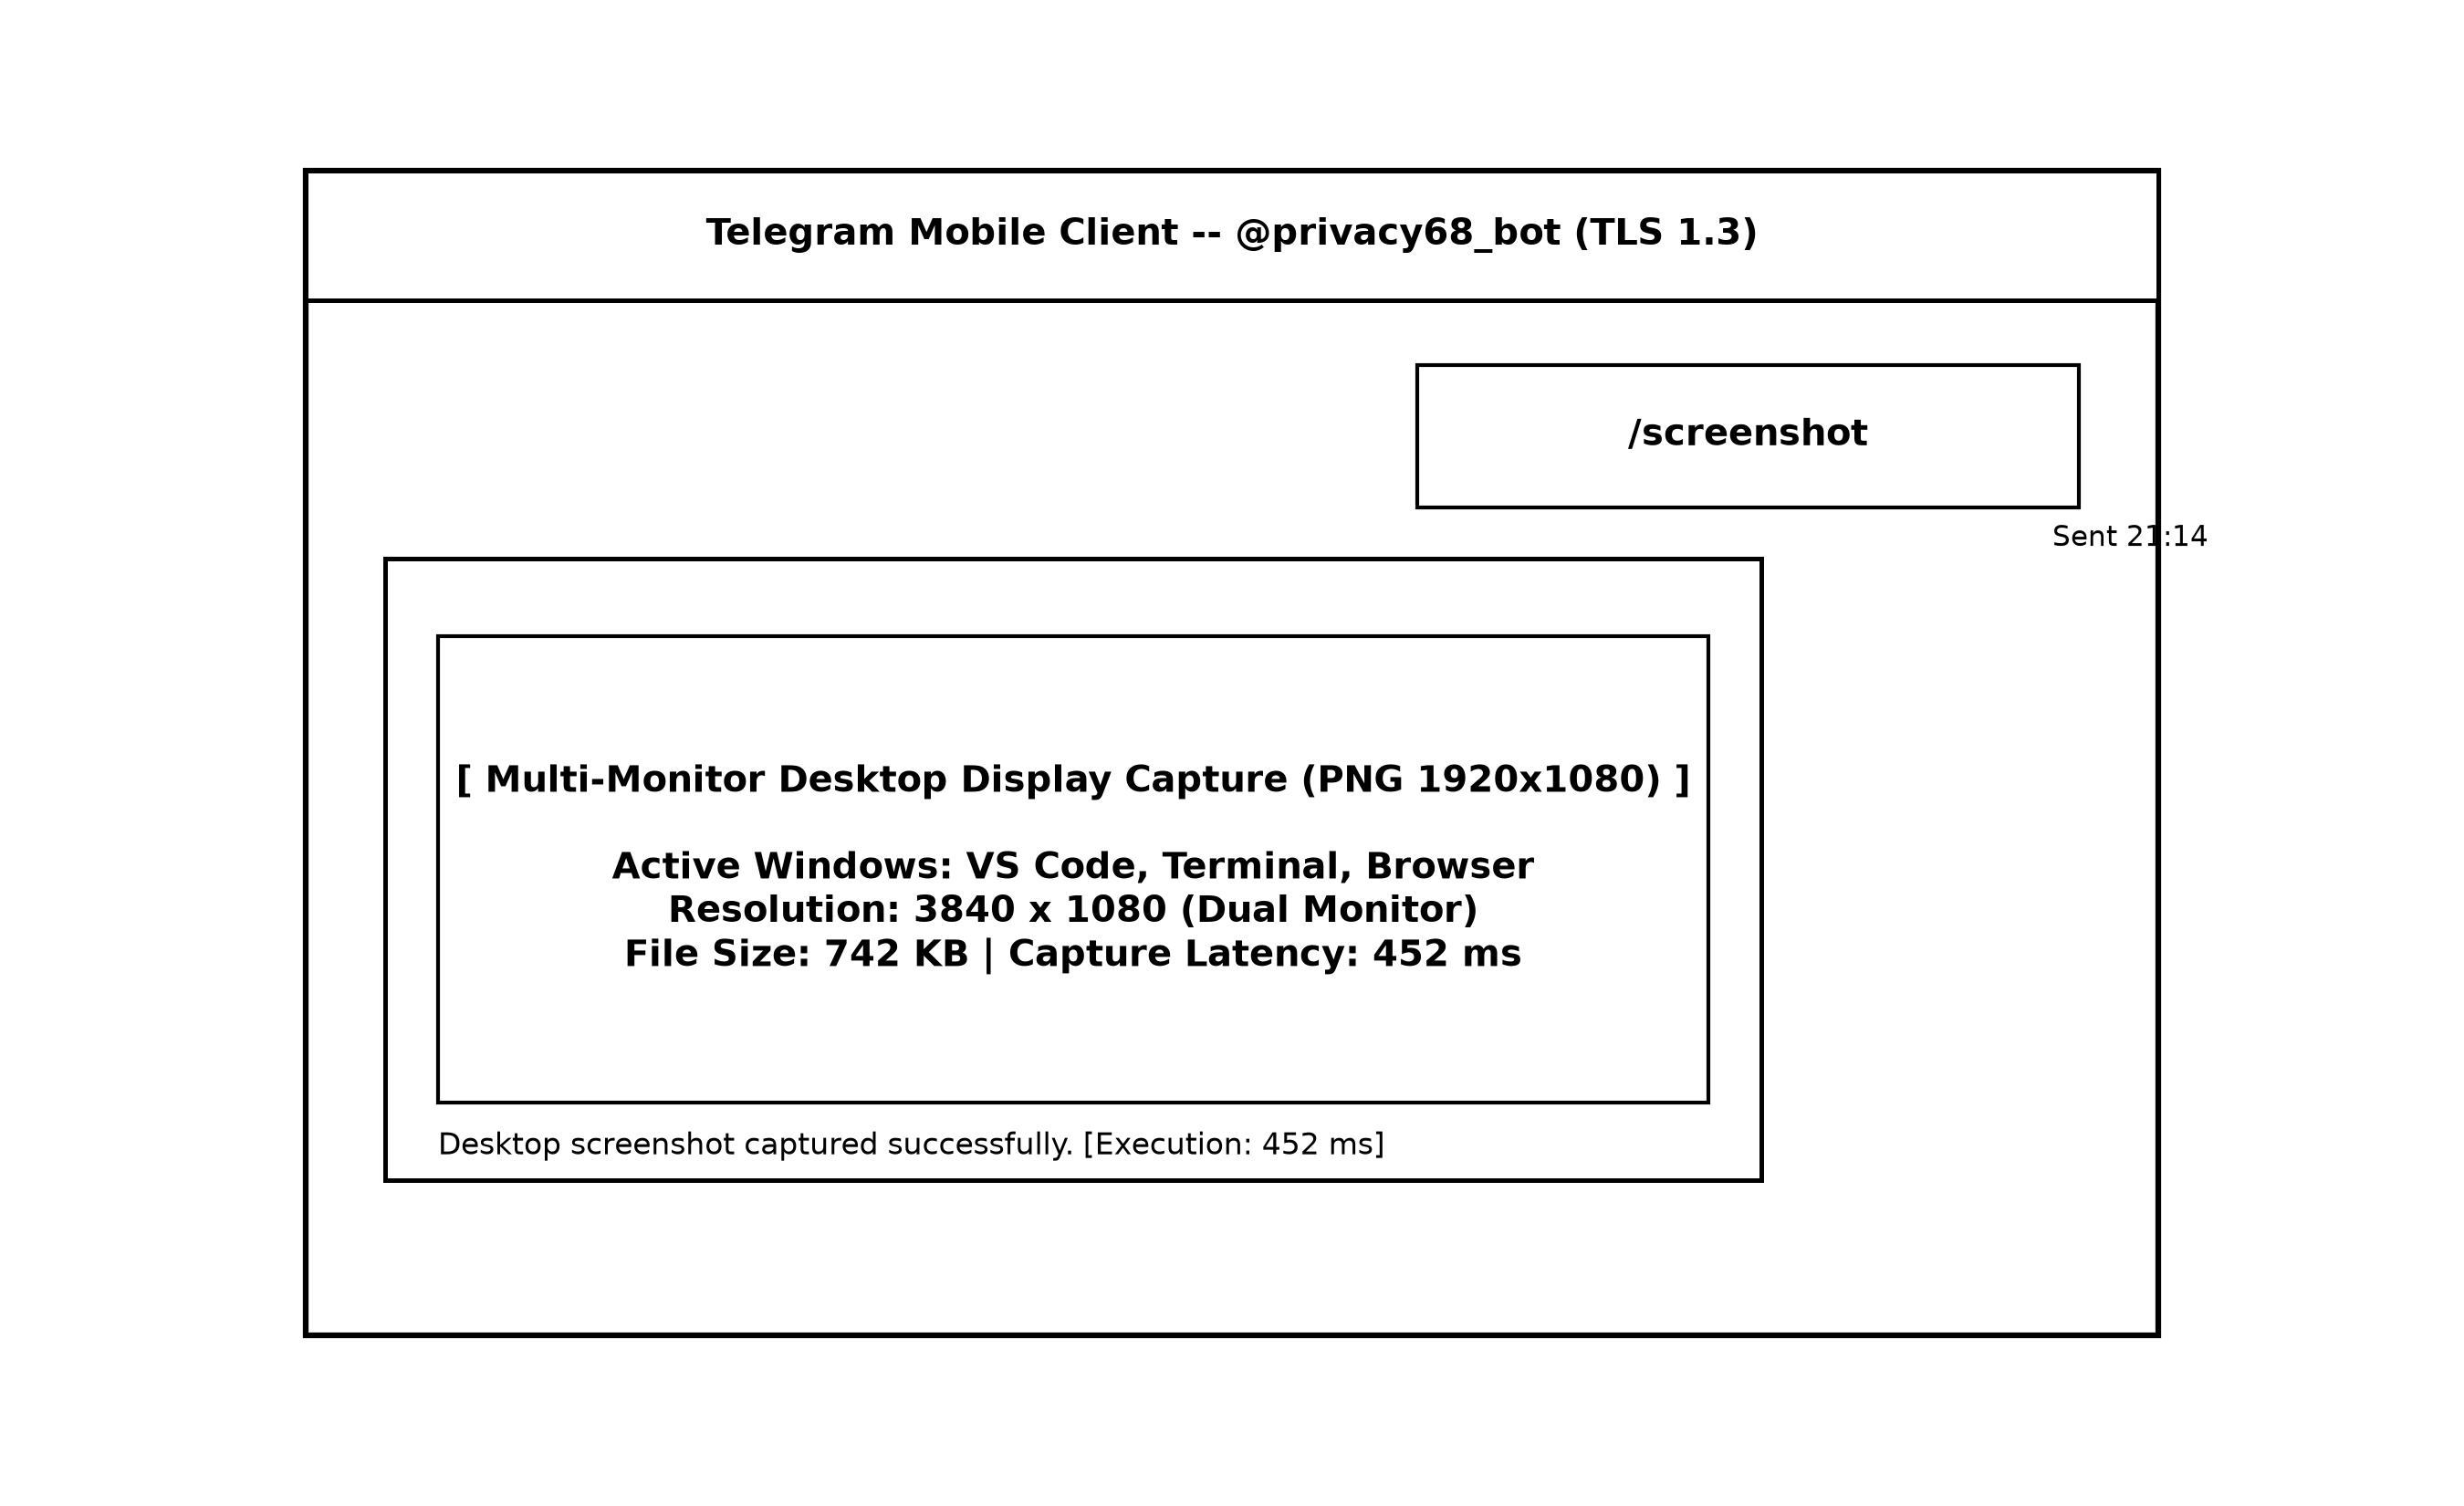 Telegram Mobile Client -- @privacy68_bot (TLS 1.3)
/screenshot
Sent 21:14
[ Multi-Monitor Desktop Display Capture (PNG 1920x1080) ]
Active Windows: VS Code, Terminal, Browser
Resolution: 3840 x 1080 (Dual Monitor)
File Size: 742 KB | Capture Latency: 452 ms
Desktop screenshot captured successfully. [Execution: 452 ms]